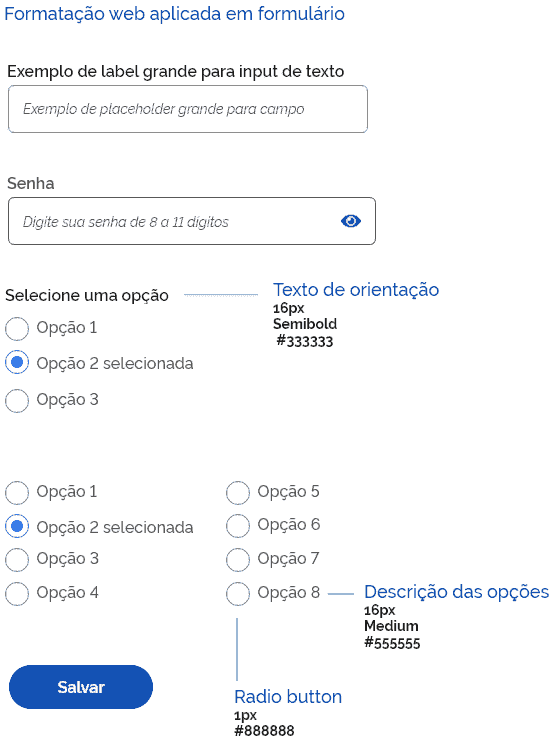 Formatação web aplicada em formulário
Exemplo de label grande para input de texto
Exemplo de placeholder grande para campo
Senha
Digite sua senha de 8 a 11 dígitos
Selecione uma opção
Texto de orientação
16px
Semibold
#333333
Opção 1
Opção 2 selecionada
Opção 3
Opção 1
Opção 2 selecionada
Opção 3
Opção 4
Opção 5
Opção 6
Opção 7
Opção 8
Descrição das opções
16px
Medium
#555555
Radio button
1px
#888888
Salvar